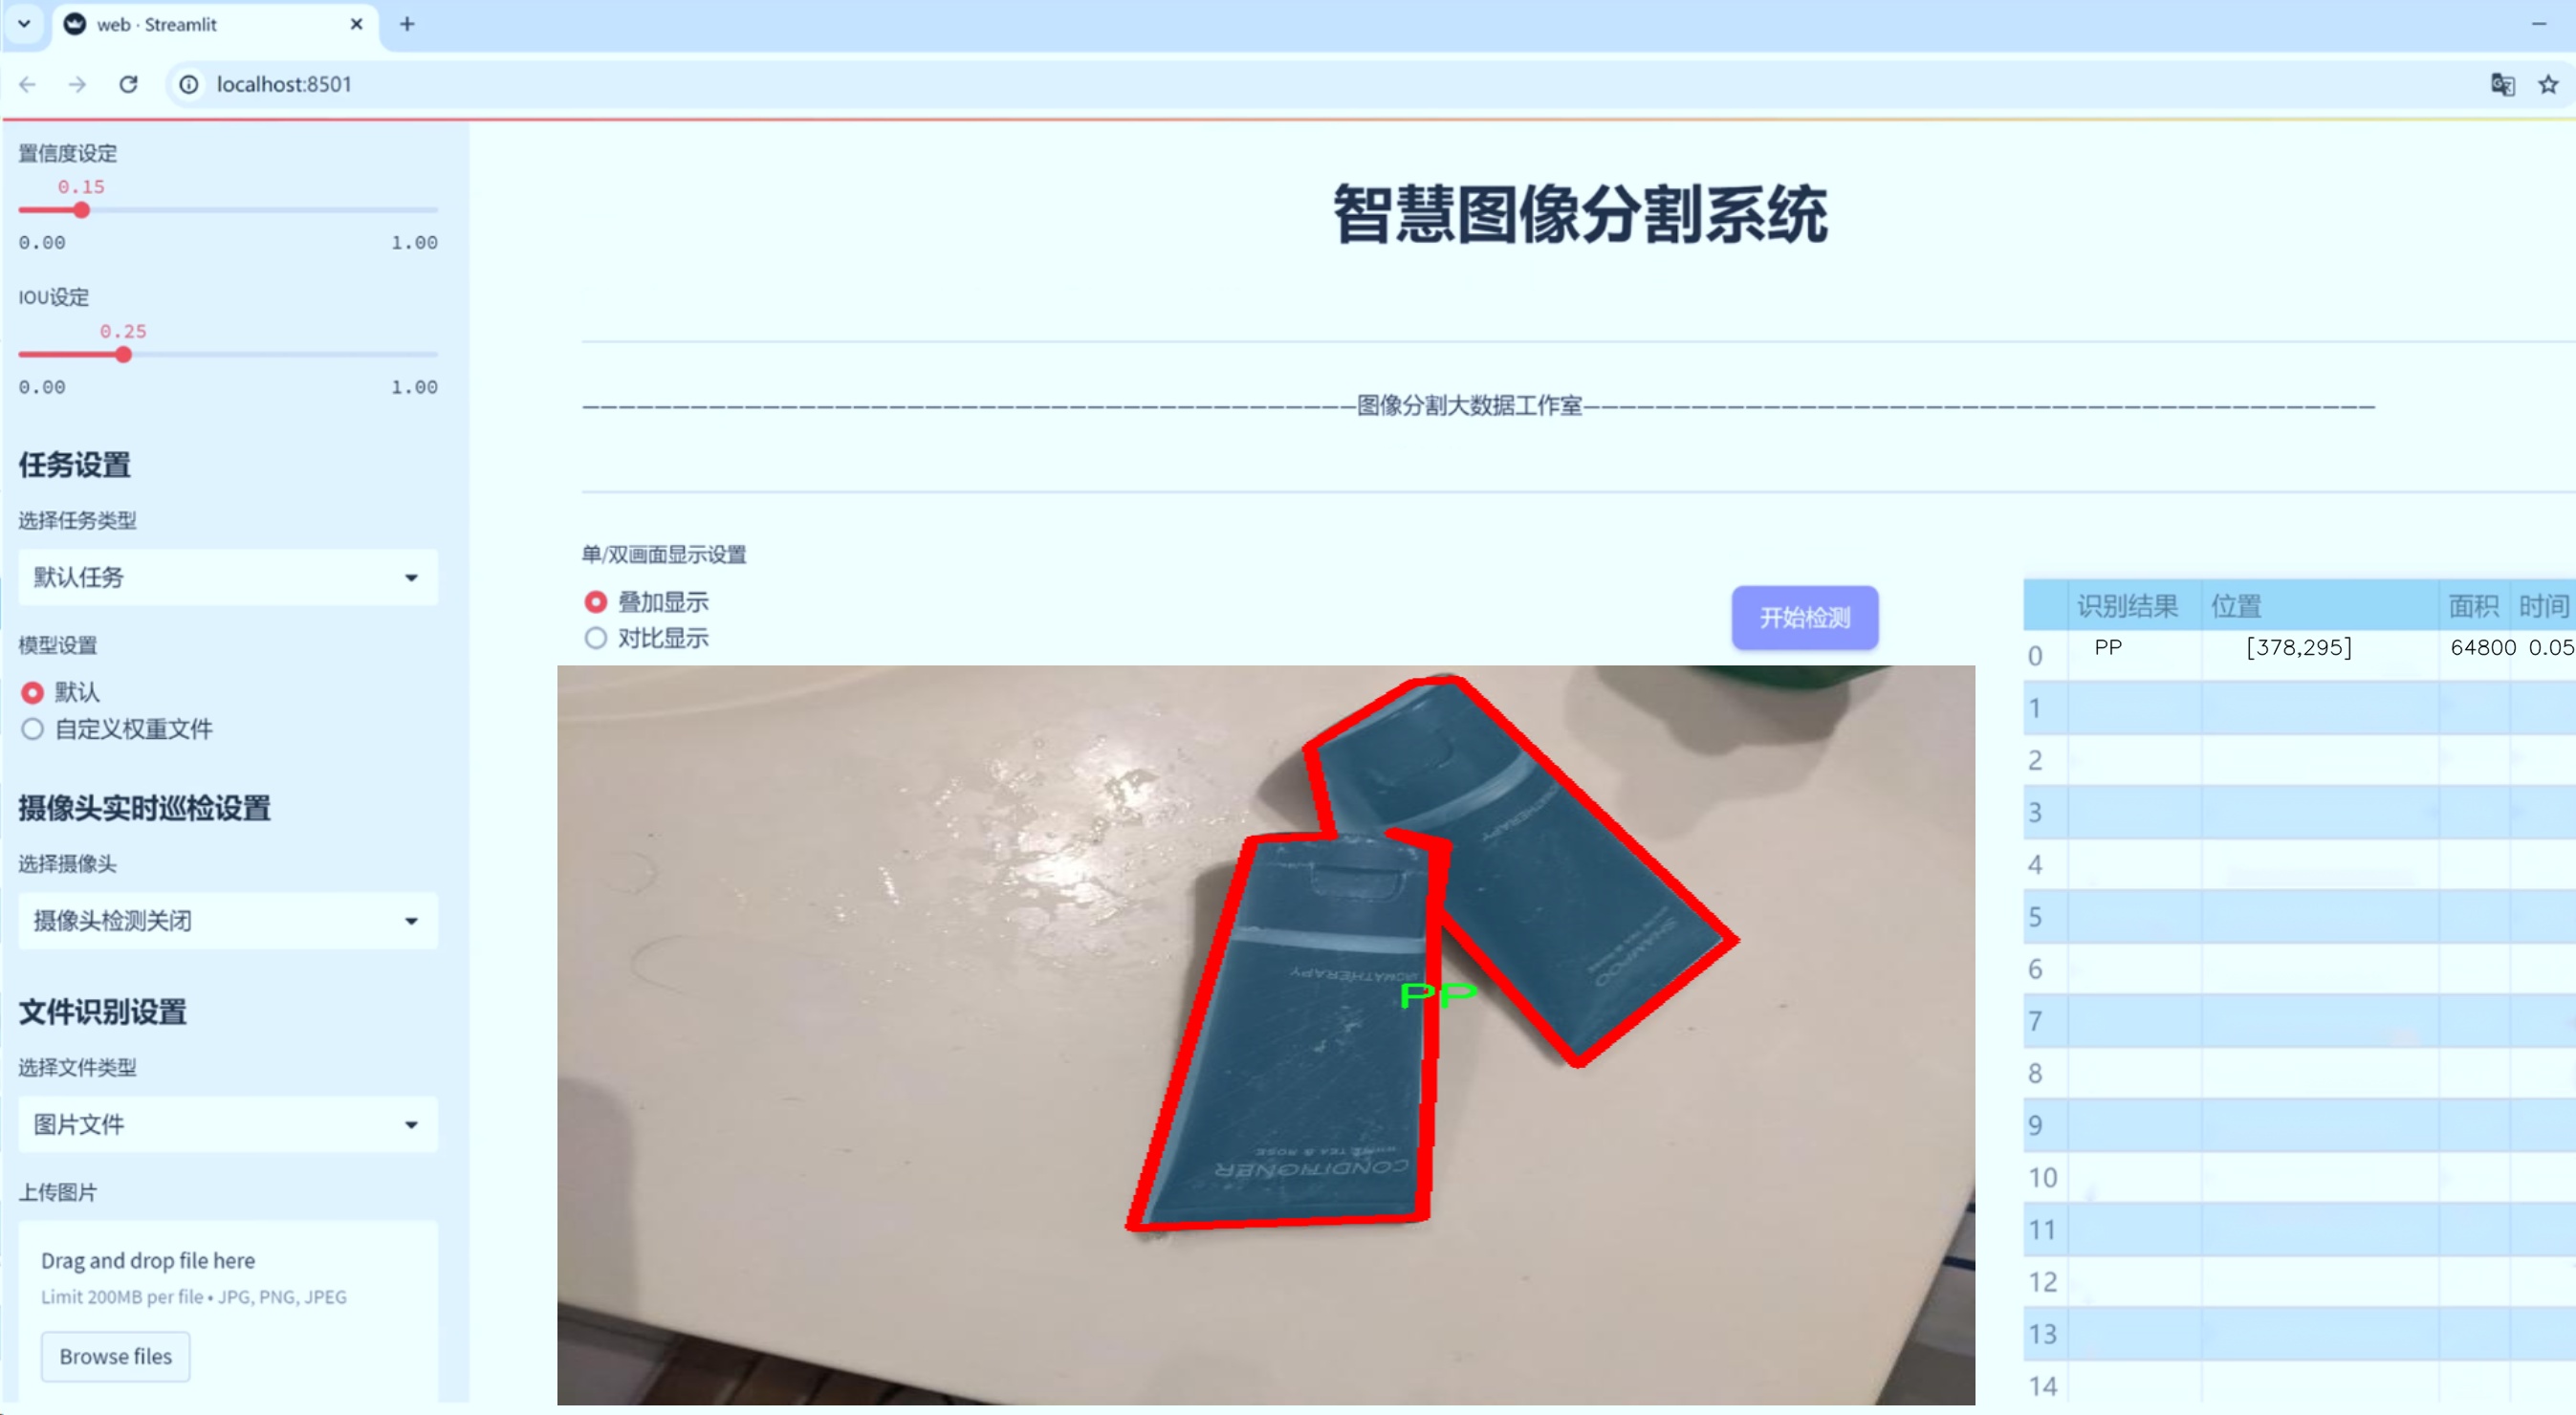 web · Streamlit
localhost:8501
置信度设定
0.15
0.00 1.00
IOU设定
0.25
0.00 1.00
任务设置
选择任务类型
默认任务
模型设置
默认
自定义权重文件
摄像头实时巡检设置
选择摄像头
摄像头检测关闭
文件识别设置
选择文件类型
图片文件
上传图片
Drag and drop file here
Limit 200MB per file • JPG, PNG, JPEG
Browse files
智慧图像分割系统
图像分割大数据工作室
单/双画面显示设置
叠加显示
对比显示
开始检测
AROMATHERAPY
SHAMPOO
AROMATHERAPY
PP
WHITE TEA & ROSE
CONDITIONER
识别结果 位置 面积 时间
0 PP [378,295] 64800 0.05
1
2
3
4
5
6
7
8
9
10
11
12
13
14